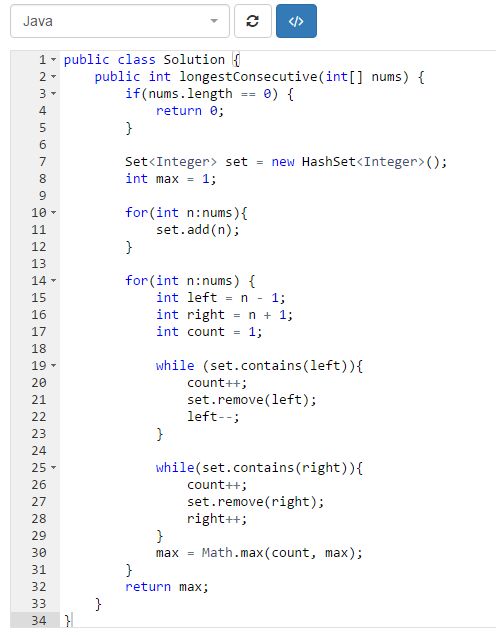 Java
1 public class Solution {
2     public int longestConsecutive(int[] nums) {
3         if(nums.length == 0) {
4             return 0;
5         }
6
7         Set<Integer> set = new HashSet<Integer>();
8         int max = 1;
9
10         for(int n:nums){
11             set.add(n);
12         }
13
14         for(int n:nums) {
15             int left = n - 1;
16             int right = n + 1;
17             int count = 1;
18
19             while (set.contains(left)){
20                 count++;
21                 set.remove(left);
22                 left--;
23             }
24
25             while(set.contains(right)){
26                 count++;
27                 set.remove(right);
28                 right++;
29             }
30             max = Math.max(count, max);
31         }
32         return max;
33     }
34 }